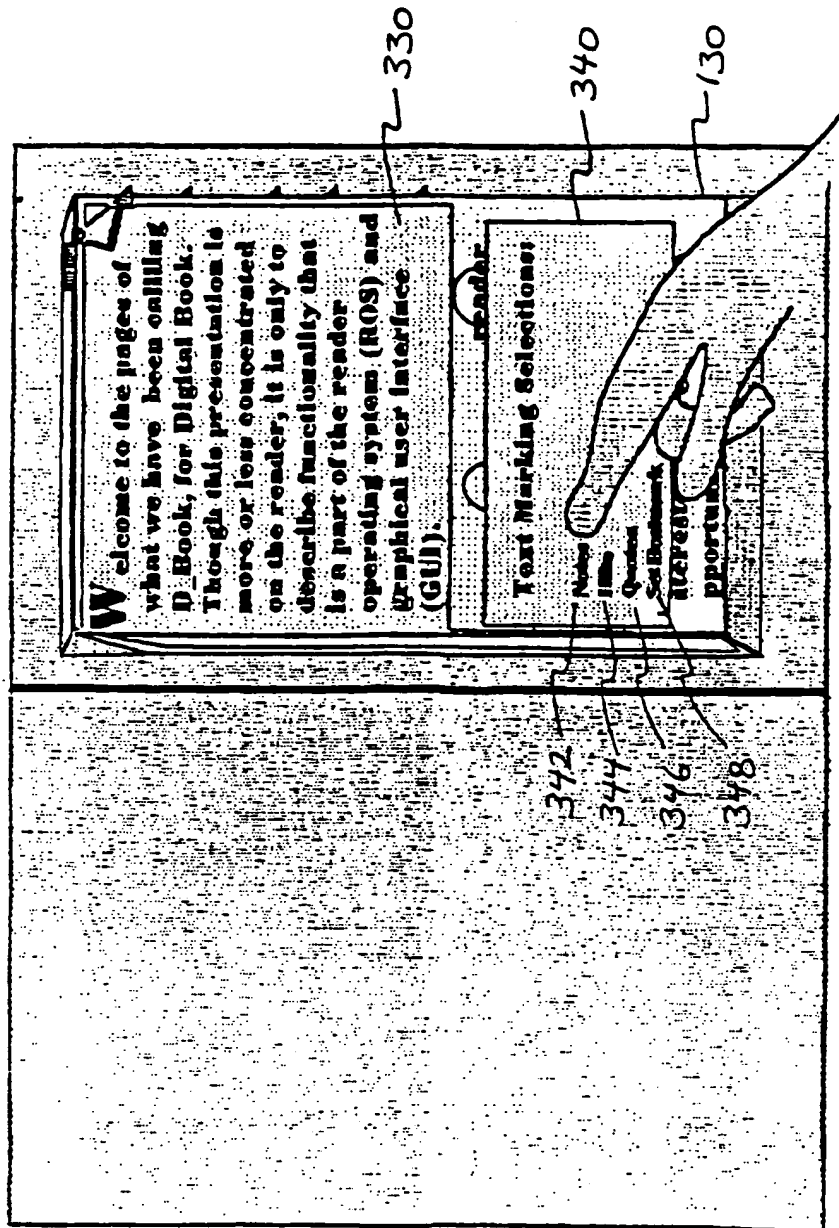 Welcome to the pages of
what we have been calling
D_Book, for Digital Book.
Though this presentation is
more or less concentrated
on the reader, it is only to
describe functionality that
is a part of the reader
operating system (ROS) and
graphical user interface
(GUI).
330
reader
Text Marking Selections:
340
Notes
Hilite
Quotes
Set Bookmark
pportun
342
344
346
348
130